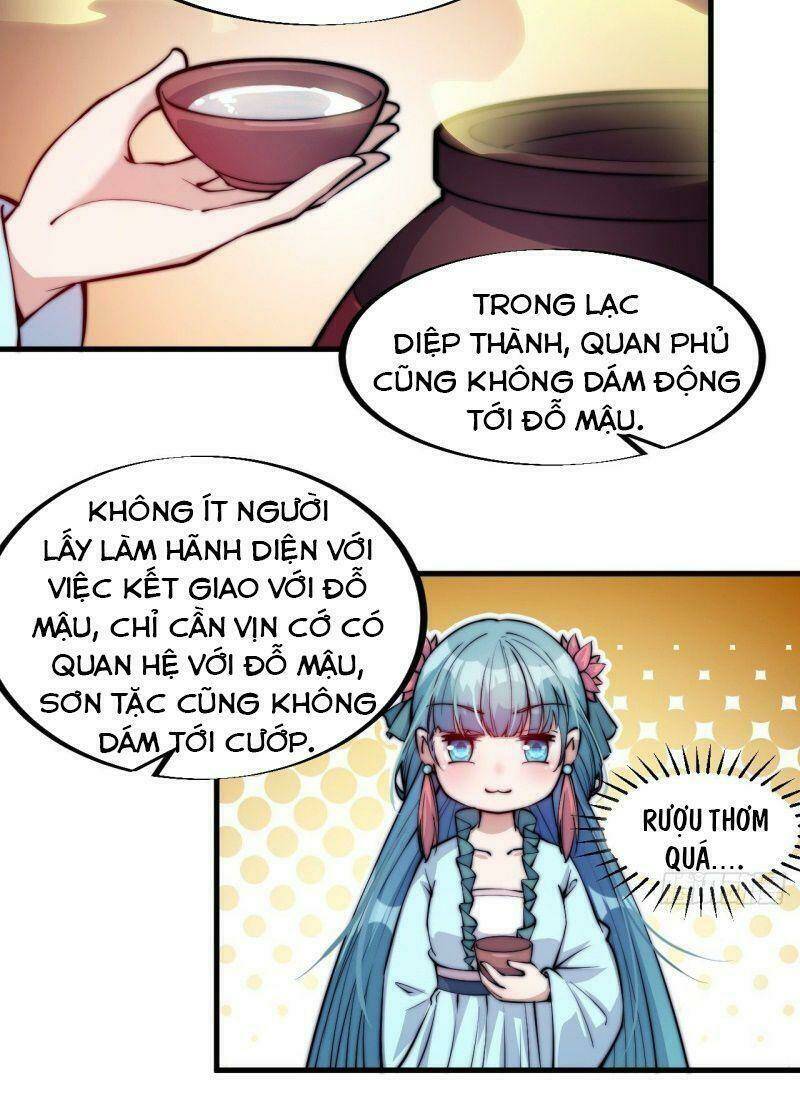 TRONG LẠC
DIỆP THÀNH, QUAN PHỦ
CŨNG KHÔNG DÁM ĐỘNG
TỚI ĐỖ MẬU.
KHÔNG ÍT NGƯỜI
LẤY LÀM HÃNH DIỆN VỚI
VIỆC KẾT GIAO VỚI ĐỖ
MẬU, CHỈ CẦN VỊN CỚ CÓ
QUAN HỆ VỚI ĐỖ MẬU,
SƠN TẶC CŨNG KHÔNG
DÁM TỚI CƯỚP.
RƯỢU THƠM
QUÁ....